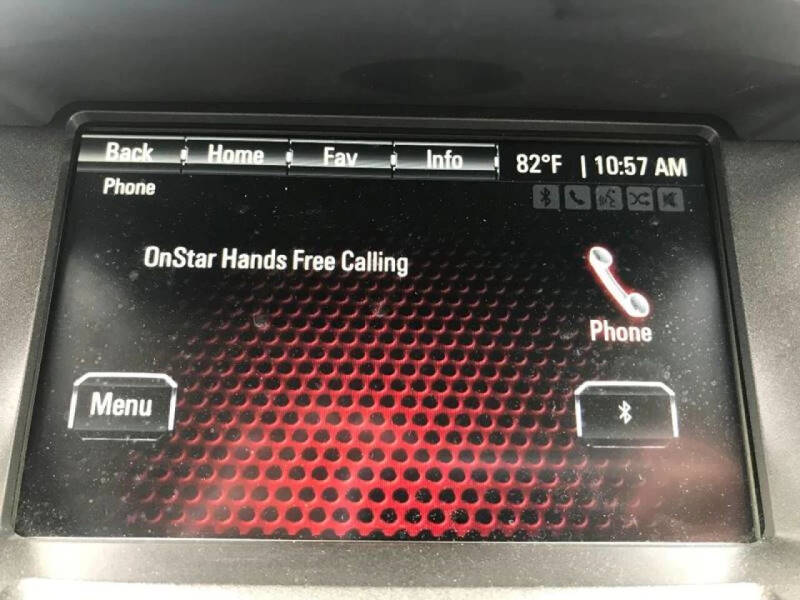 Back Home Fav Info 82°F | 10:57 AM
Phone
OnStar Hands Free Calling
Phone
Menu